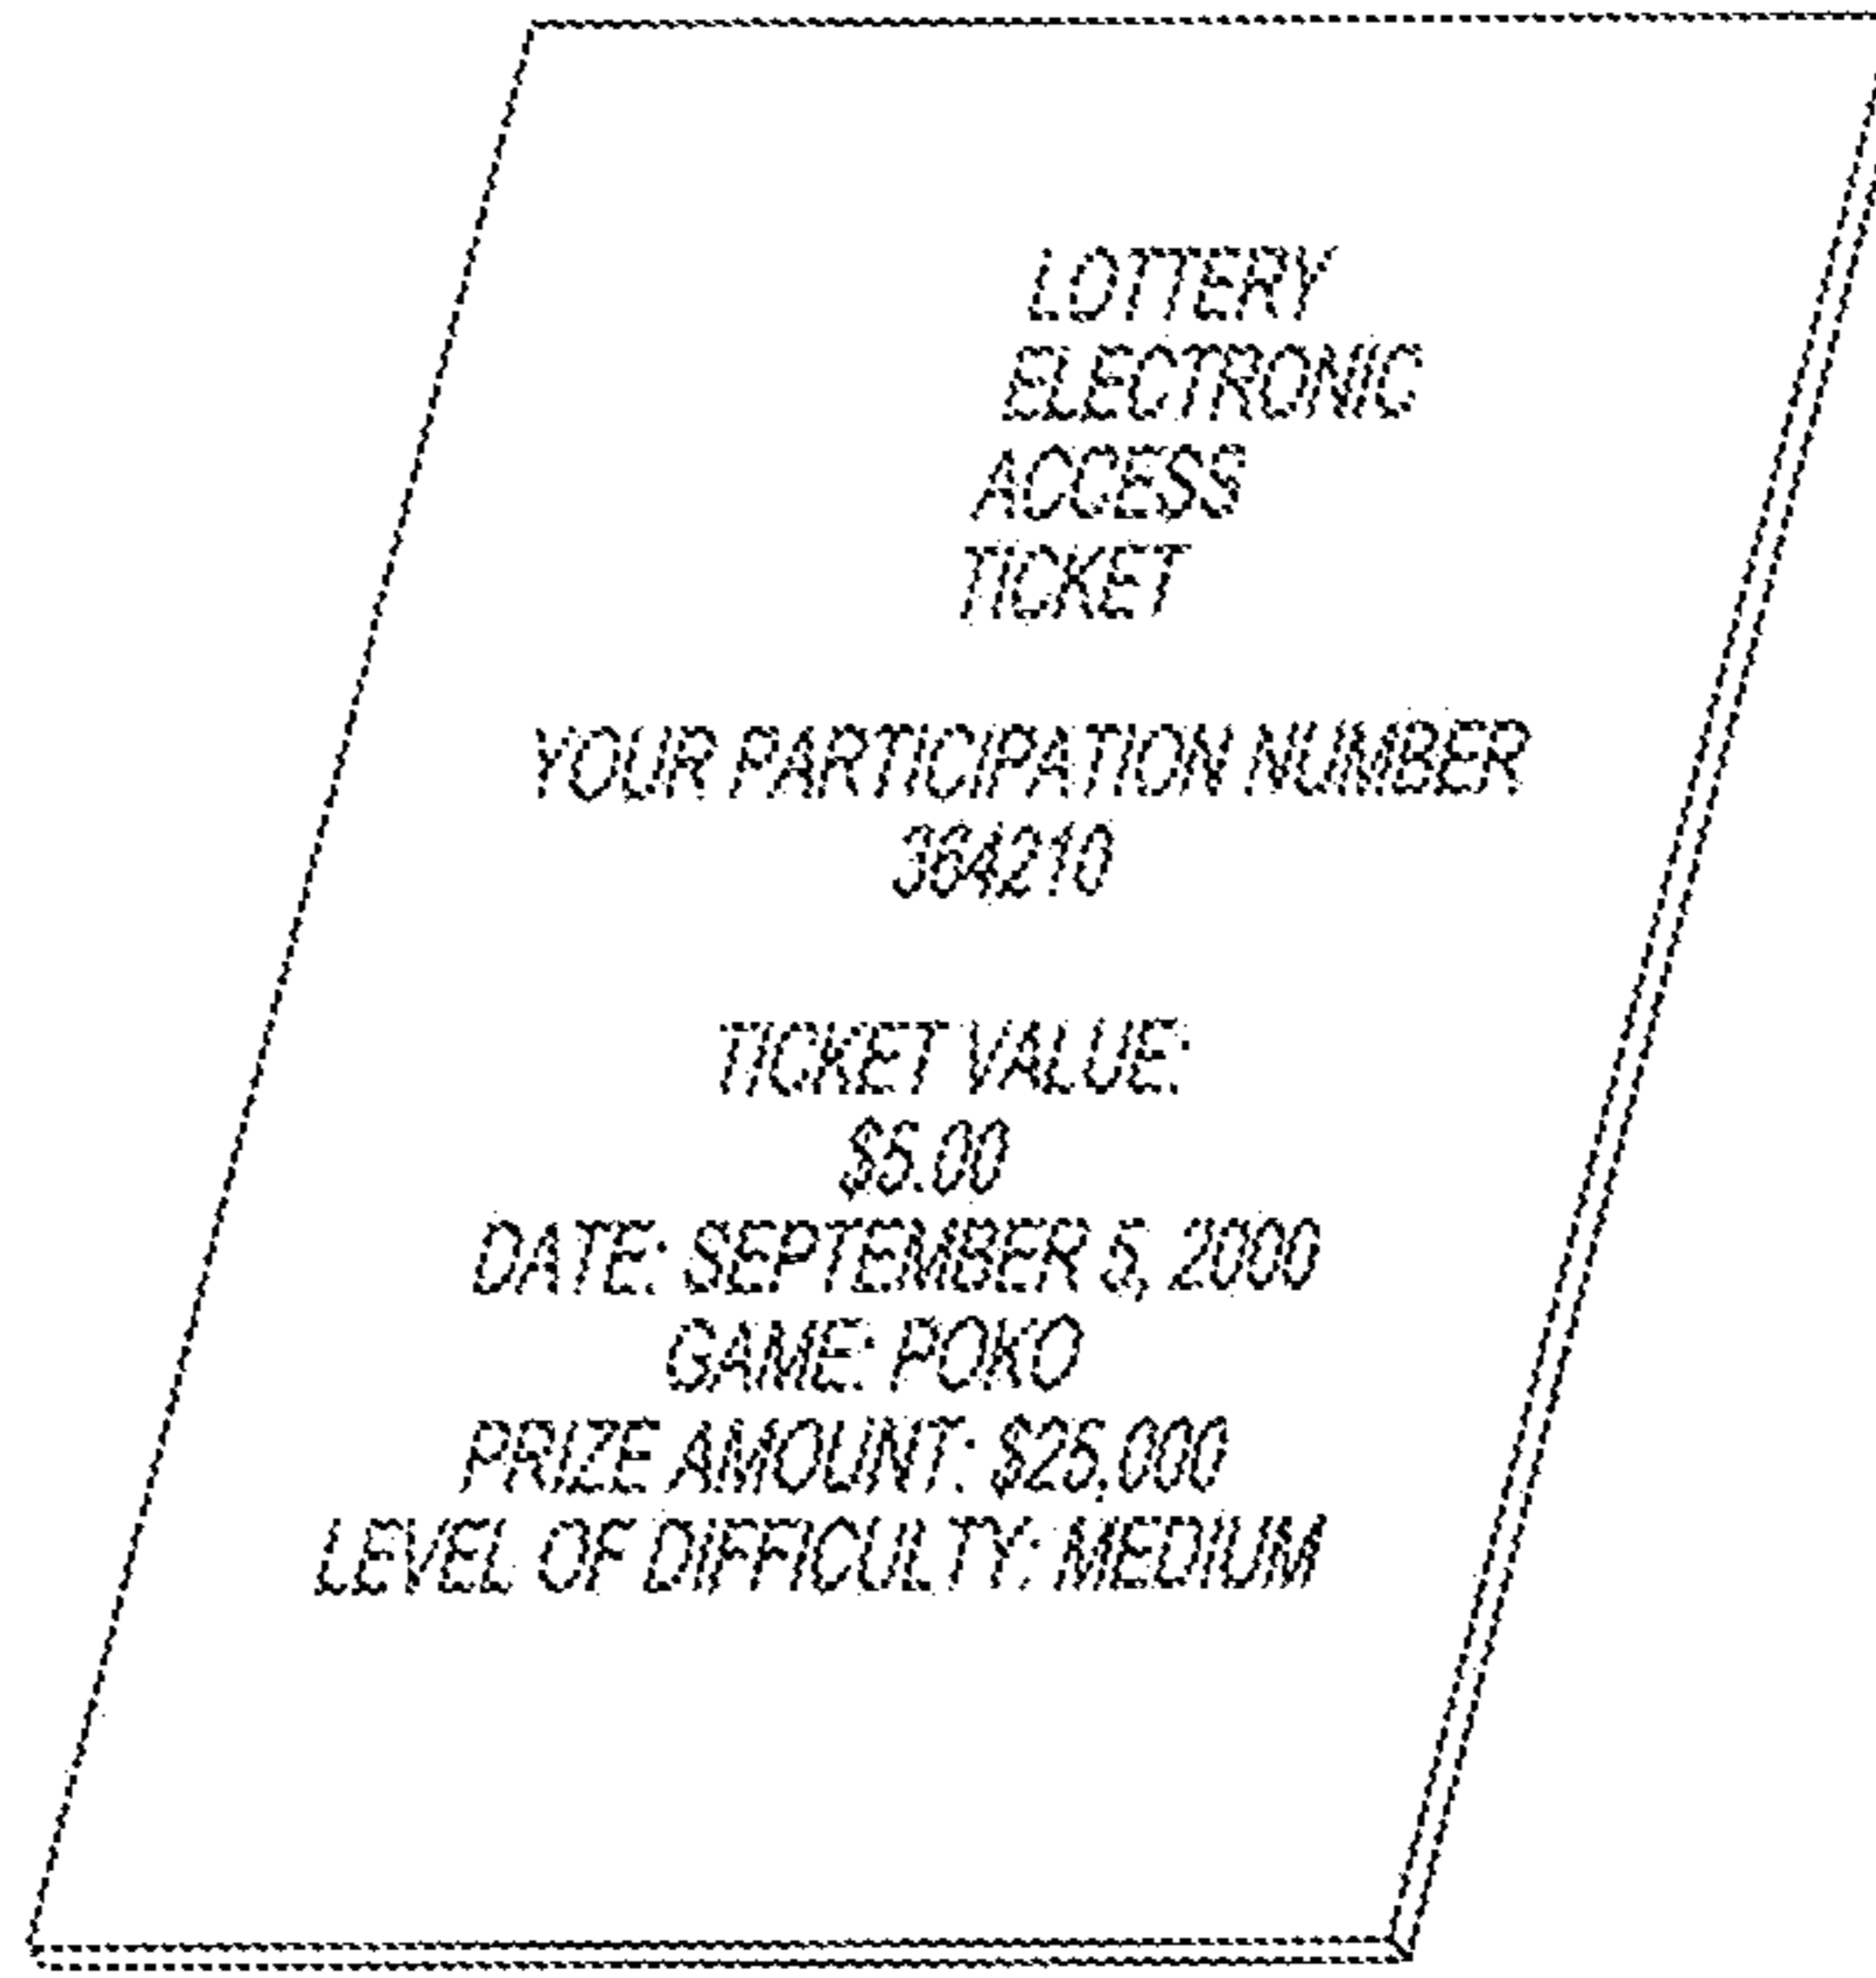 LOTTERY
ELECTRONIC
ACCESS
TICKET
YOUR PARTICIPATION NUMBER
364210
TICKET VALUE:
$5.00
DATE: SEPTEMBER 5, 2000
GAME: POKO
PRIZE AMOUNT: $25,000
LEVEL OF DIFFICULTY: MEDIUM